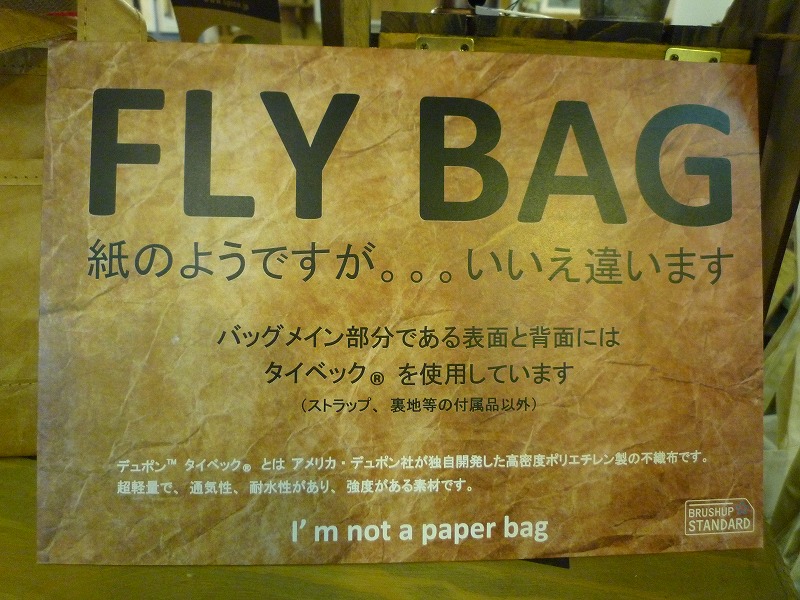 FLY BAG
紙のようですが。。。いいえ違います
バッグメイン部分である表面と背面には
タイベック® を使用しています
（ストラップ、裏地等の付属品以外）
デュポン™ タイベック® とは アメリカ・デュポン社が独自開発した高密度ポリエチレン製の不織布です。
超軽量で、通気性、耐水性があり、強度がある素材です。
I'm not a paper bag
BRUSHUP
STANDARD